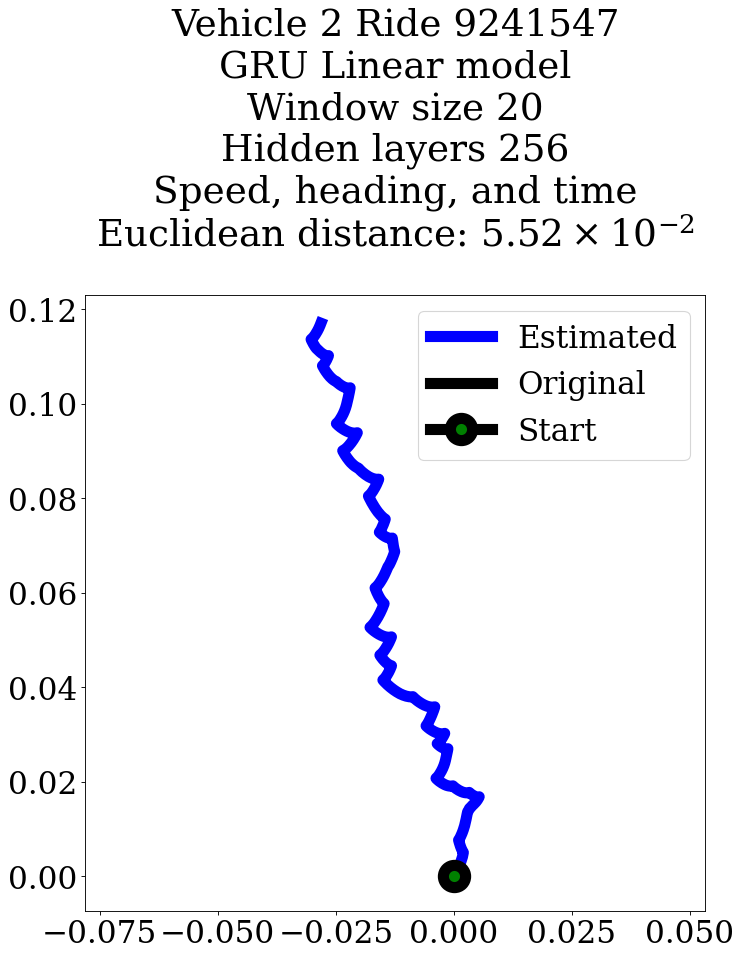 Vehicle 2 Ride 9241547
GRU Linear model
Window size 20
Hidden layers 256
Speed, heading, and time
Euclidean distance: 5.52 × 10⁻²
Estimated
Original
Start
0.12
0.10
0.08
0.06
0.04
0.02
0.00
−0.075 −0.050 −0.025 0.000 0.025 0.050